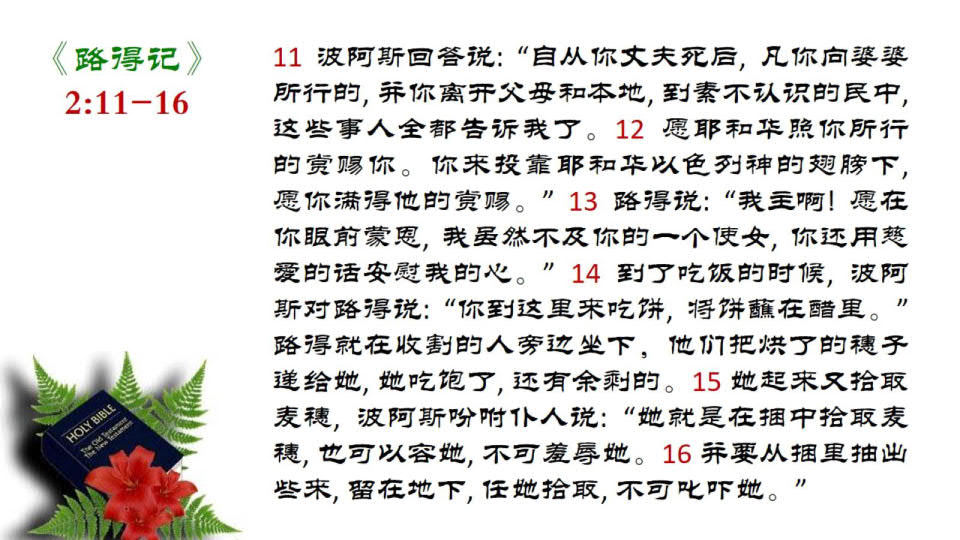 《路得记》
2:11-16
11 波阿斯回答说: “自从你丈夫死后, 凡你向婆婆
所行的, 并你离开父母和本地, 到素不认识的民中,
这些事人全都告诉我了。12 愿耶和华照你所行
的赏赐你。你来投靠耶和华以色列神的翅膀下,
愿你满得他的赏赐。” 13 路得说: “我主啊! 愿在
你眼前蒙恩, 我虽然不及你的一个使女, 你还用慈
爱的话安慰我的心。” 14 到了吃饭的时候, 波阿
斯对路得说: “你到这里来吃饼, 将饼蘸在醋里。”
路得就在收割的人旁边坐下, 他们把烘了的穗子
递给她, 她吃饱了, 还有余剩的。15 她起来又拾取
麦穗, 波阿斯吩咐仆人说: “她就是在捆中拾取麦
穗, 也可以容她, 不可羞辱她。16 并要从捆里抽出
些来, 留在地下, 任她拾取, 不可叱吓她。”
HOLY BIBLE
The Old Testament
The New Testament